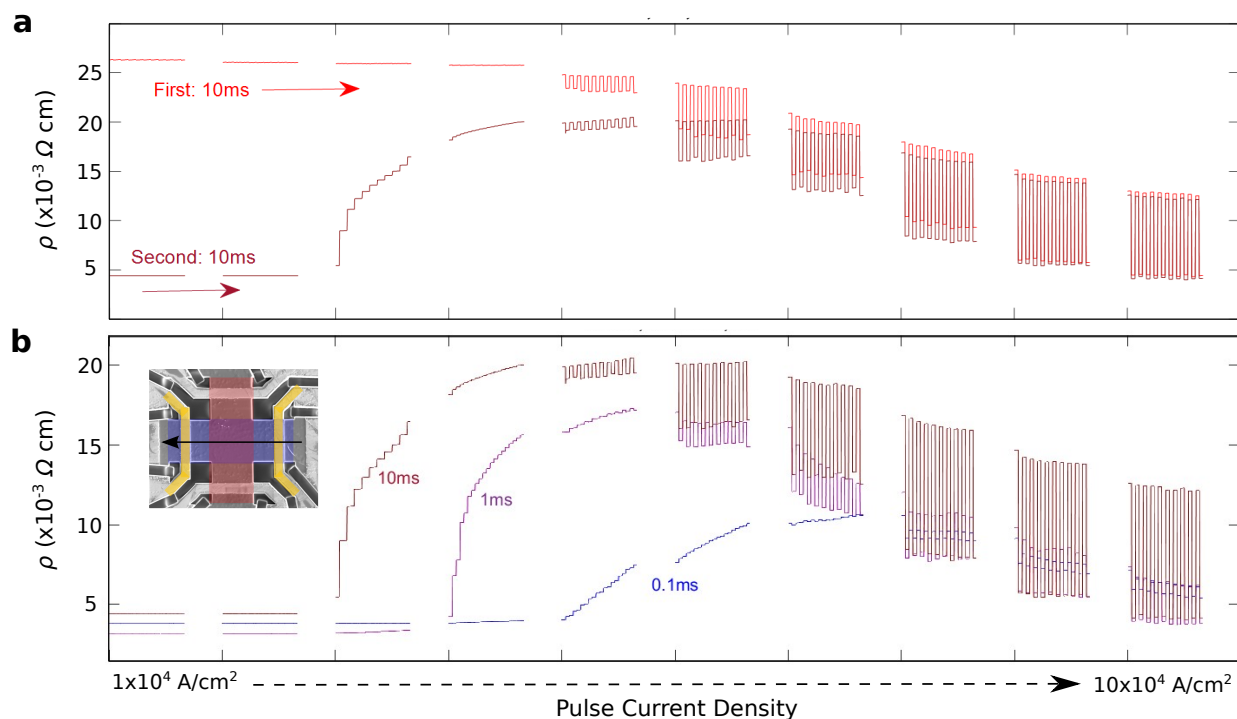 a
25
20
15
10
5
ρ (x10⁻³ Ω cm)
First: 10ms
Second: 10ms
b
20
15
10
5
ρ (x10⁻³ Ω cm)
10ms
1ms
0.1ms
1x10⁴ A/cm²
10x10⁴ A/cm²
Pulse Current Density